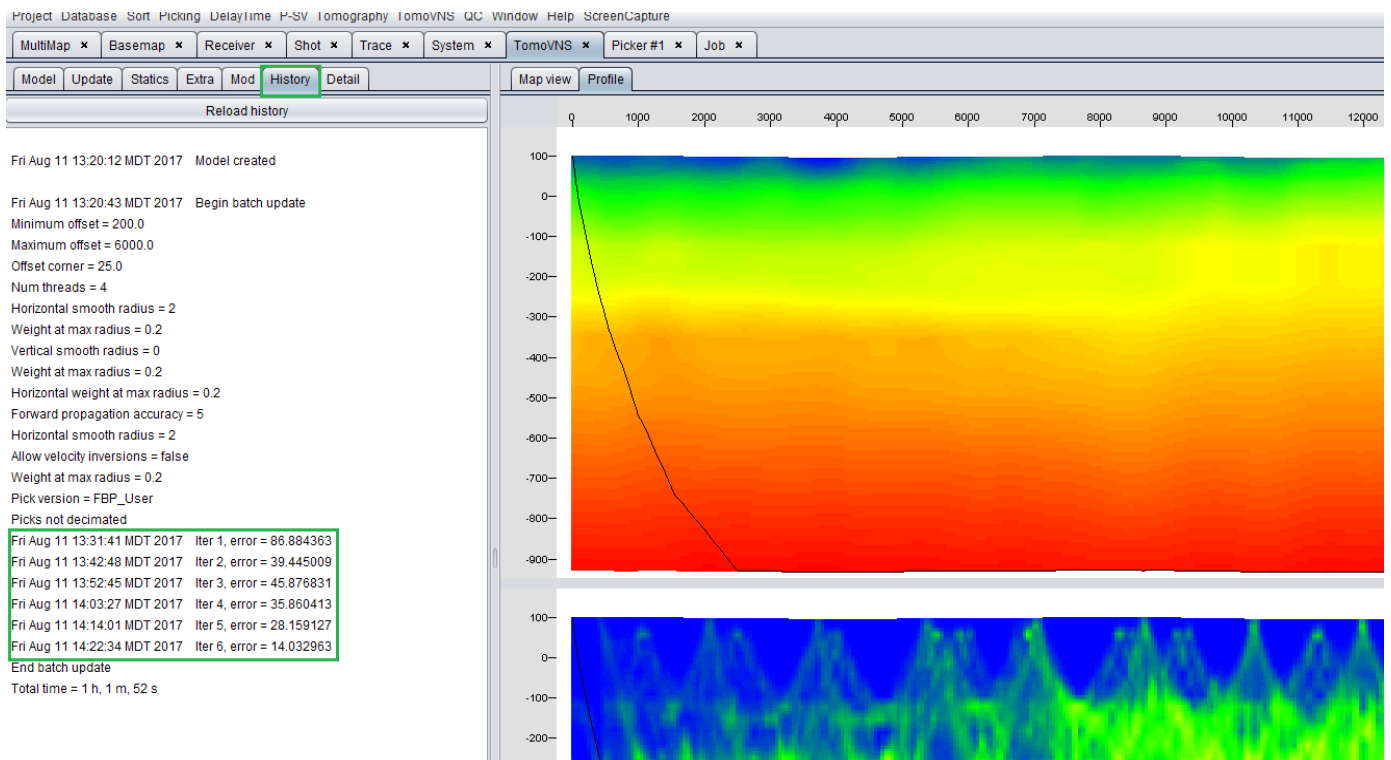 Project Database Sort Picking DelayTime P-SV Tomography TomoVNS QC Window Help ScreenCapture
MultiMap × Basemap × Receiver × Shot × Trace × System × TomoVNS × Picker #1 × Job ×
Model Update Statics Extra Mod History Detail
Map view Profile
Reload history
0 1000 2000 3000 4000 5000 6000 7000 8000 9000 10000 11000 12000
Fri Aug 11 13:20:12 MDT 2017 Model created
Fri Aug 11 13:20:43 MDT 2017 Begin batch update
Minimum offset = 200.0
Maximum offset = 6000.0
Offset corner = 25.0
Num threads = 4
Horizontal smooth radius = 2
Weight at max radius = 0.2
Vertical smooth radius = 0
Weight at max radius = 0.2
Horizontal weight at max radius = 0.2
Forward propagation accuracy = 5
Horizontal smooth radius = 2
Allow velocity inversions = false
Weight at max radius = 0.2
Pick version = FBP_User
Picks not decimated
Fri Aug 11 13:31:41 MDT 2017 Iter 1, error = 86.884363
Fri Aug 11 13:42:48 MDT 2017 Iter 2, error = 39.445009
Fri Aug 11 13:52:45 MDT 2017 Iter 3, error = 45.876831
Fri Aug 11 14:03:27 MDT 2017 Iter 4, error = 35.860413
Fri Aug 11 14:14:01 MDT 2017 Iter 5, error = 28.159127
Fri Aug 11 14:22:34 MDT 2017 Iter 6, error = 14.032963
End batch update
Total time = 1 h, 1 m, 52 s
100
0
-100
-200
-300
-400
-500
-600
-700
-800
-900
100
0
-100
-200